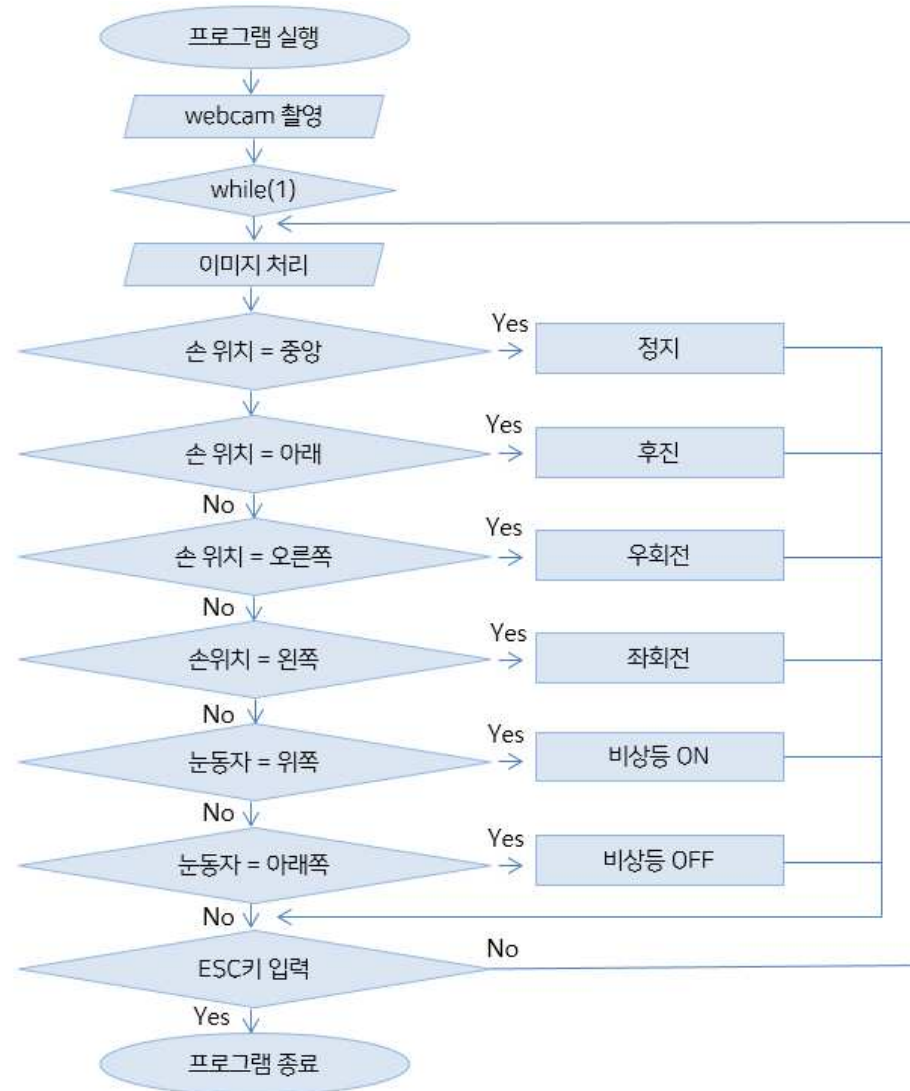 프로그램 실행
webcam 촬영
while(1)
이미지 처리
손 위치 = 중앙
Yes
정지
손 위치 = 아래
Yes
후진
No
손 위치 = 오른쪽
Yes
우회전
No
손위치 = 왼쪽
Yes
좌회전
No
눈동자 = 위쪽
Yes
비상등 ON
No
눈동자 = 아래쪽
Yes
비상등 OFF
No
ESC키 입력
No
Yes
프로그램 종료